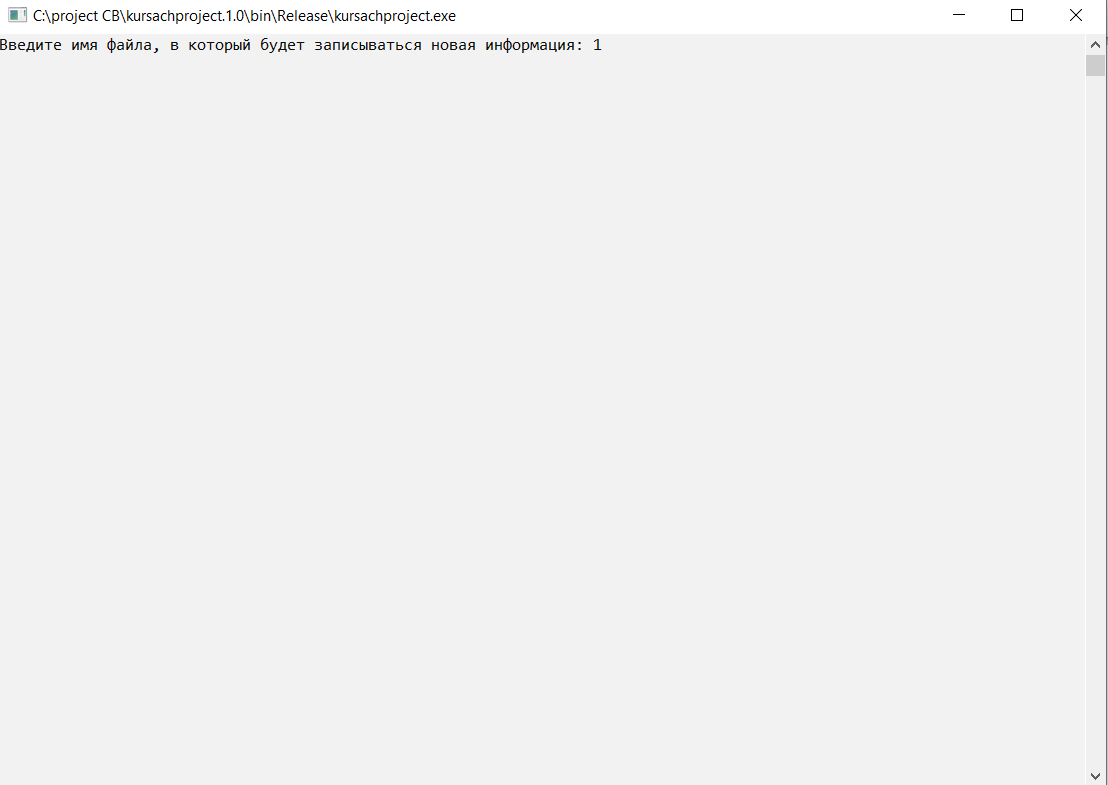 C:\project CB\kursachproject.1.0\bin\Release\kursachproject.exe
Введите имя файла, в который будет записываться новая информация: 1